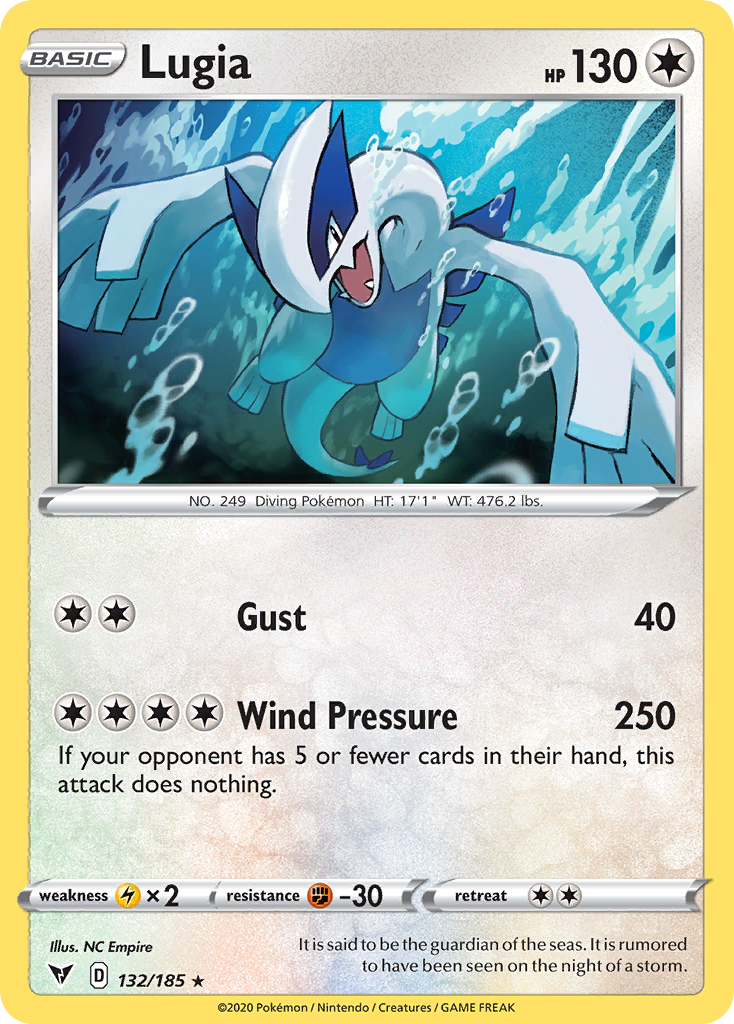 BASIC Lugia HP 130
NO. 249 Diving Pokémon HT: 17'1" WT: 476.2 lbs.
Gust 40
Wind Pressure 250
If your opponent has 5 or fewer cards in their hand, this
attack does nothing.
weakness ×2 resistance -30 retreat
Illus. NC Empire
It is said to be the guardian of the seas. It is rumored
to have been seen on the night of a storm.
D 132/185 ★
©2020 Pokémon / Nintendo / Creatures / GAME FREAK